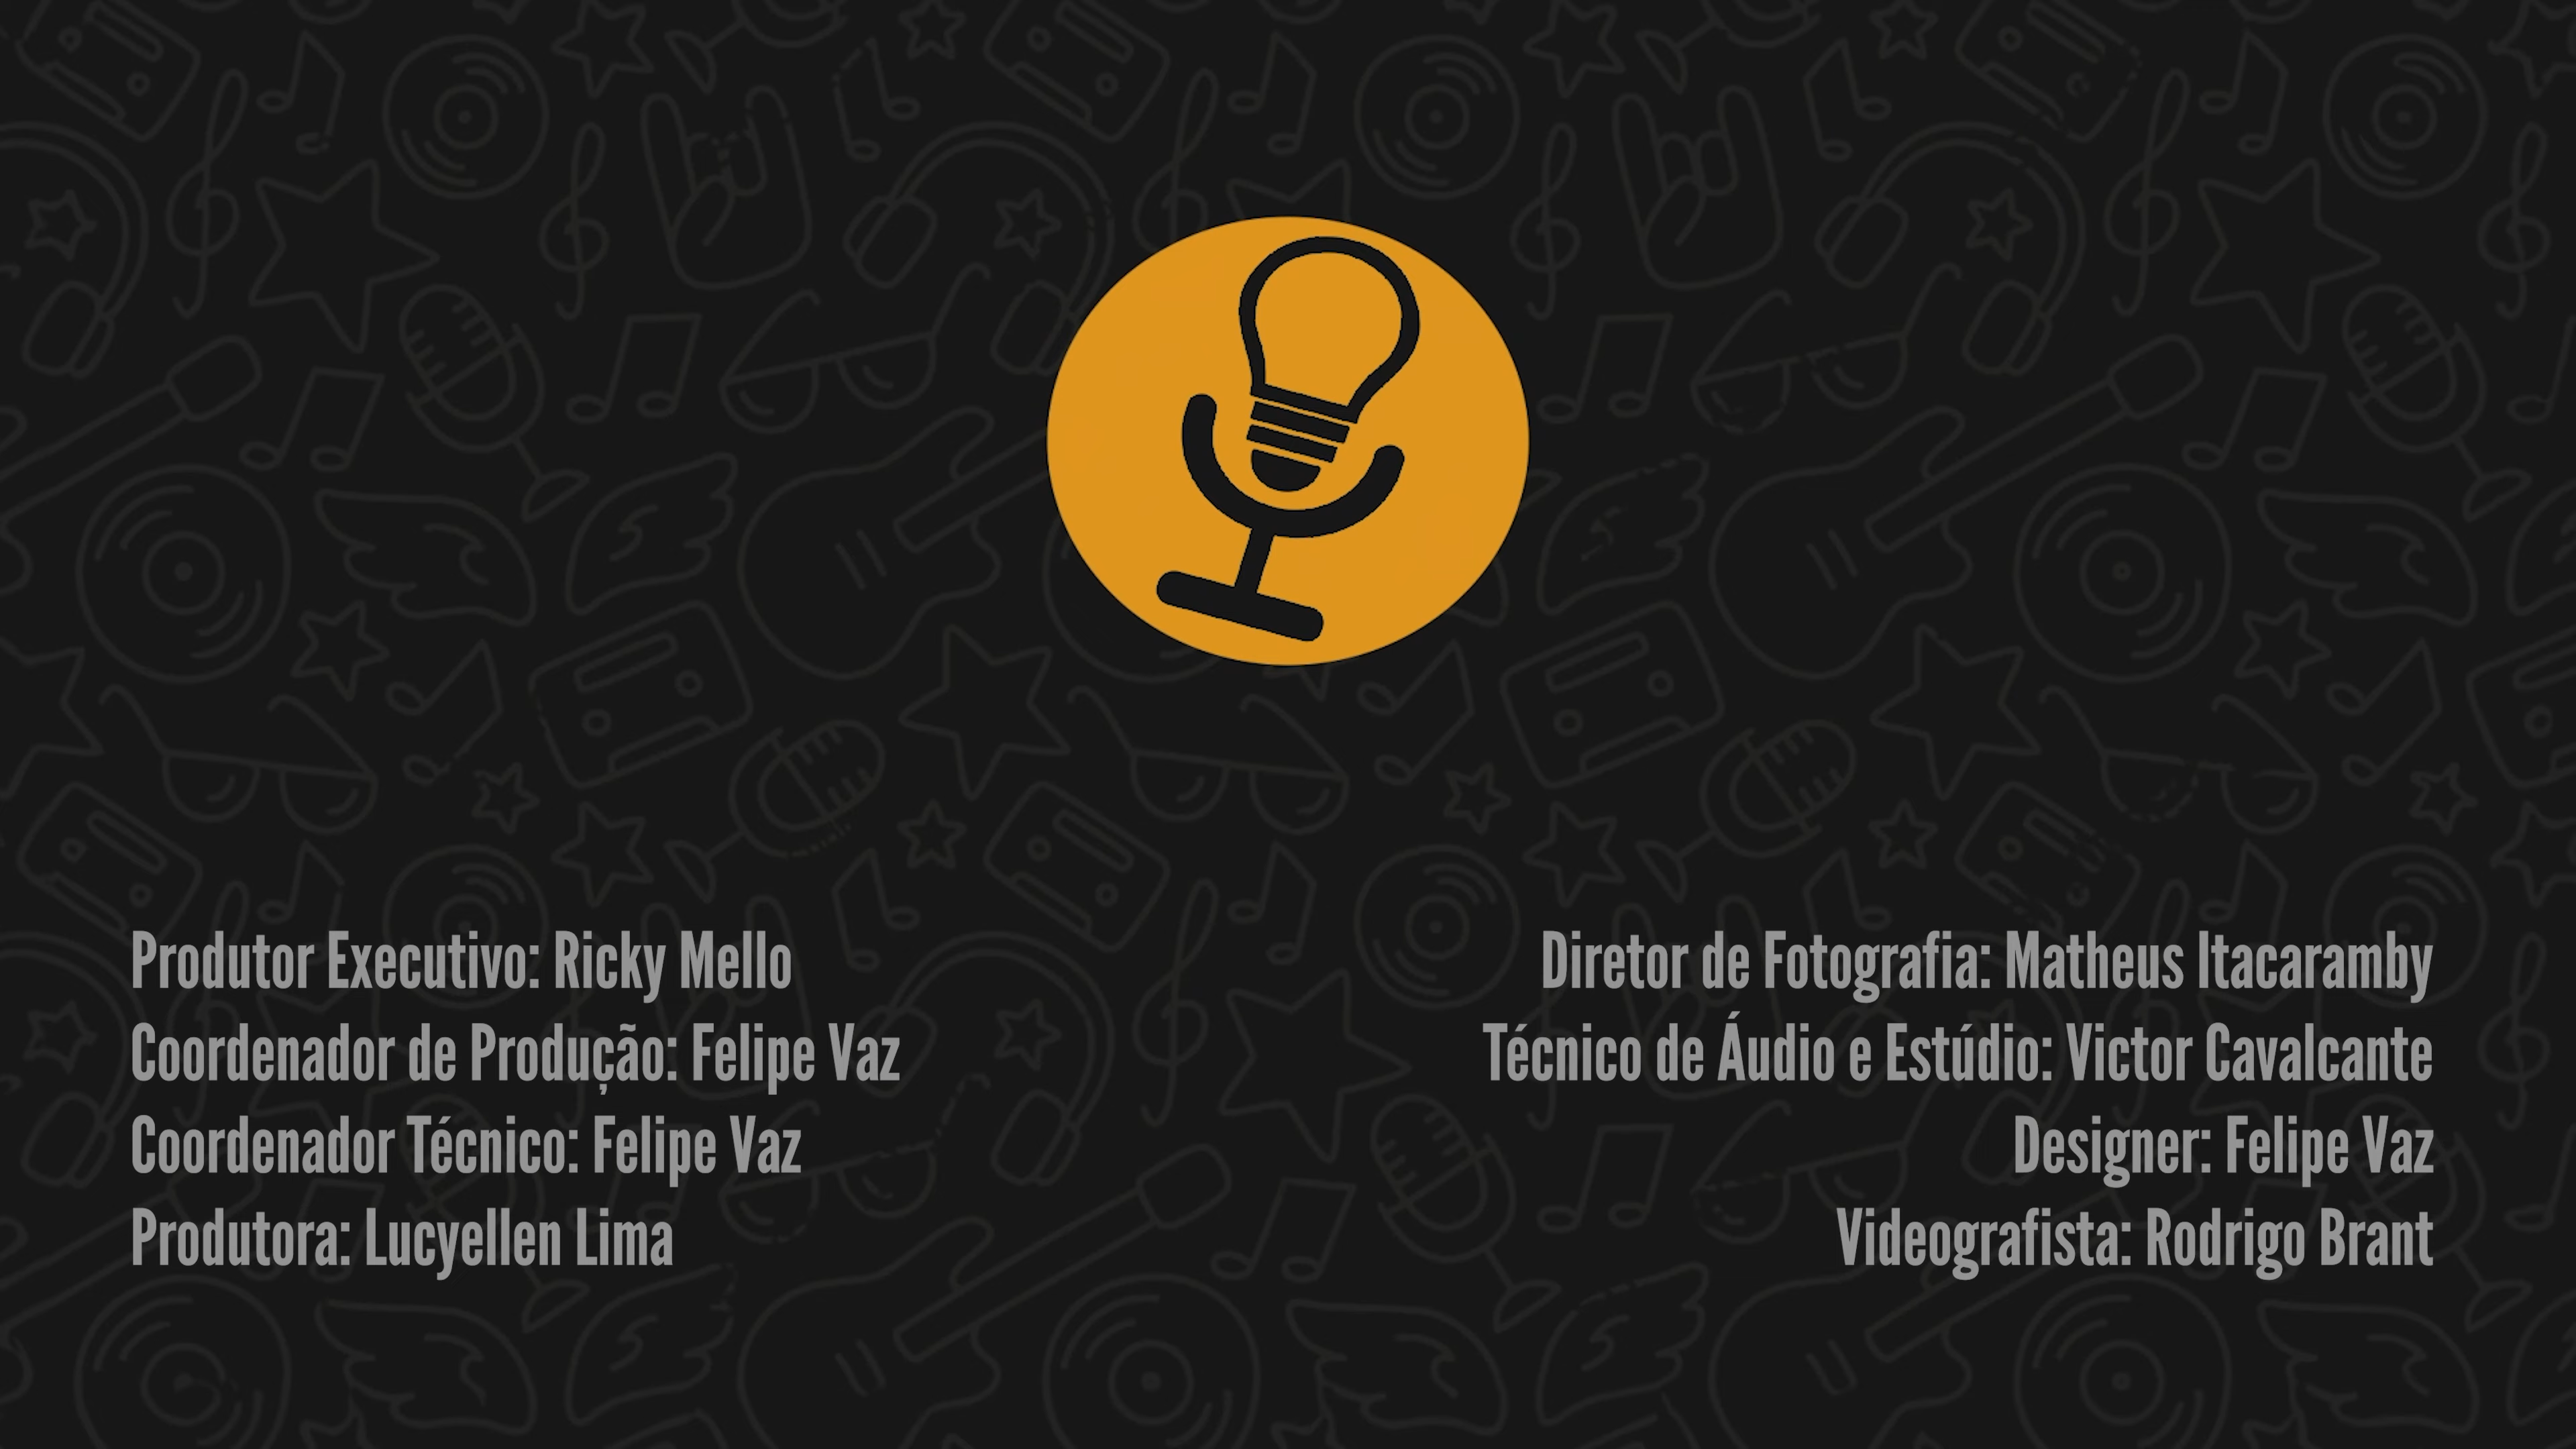 Produtor Executivo: Ricky Mello
Coordenador de Produção: Felipe Vaz
Coordenador Técnico: Felipe Vaz
Produtora: Lucyellen Lima
Diretor de Fotografia: Matheus Itacaramby
Técnico de Áudio e Estúdio: Victor Cavalcante
Designer: Felipe Vaz
Videografista: Rodrigo Brant